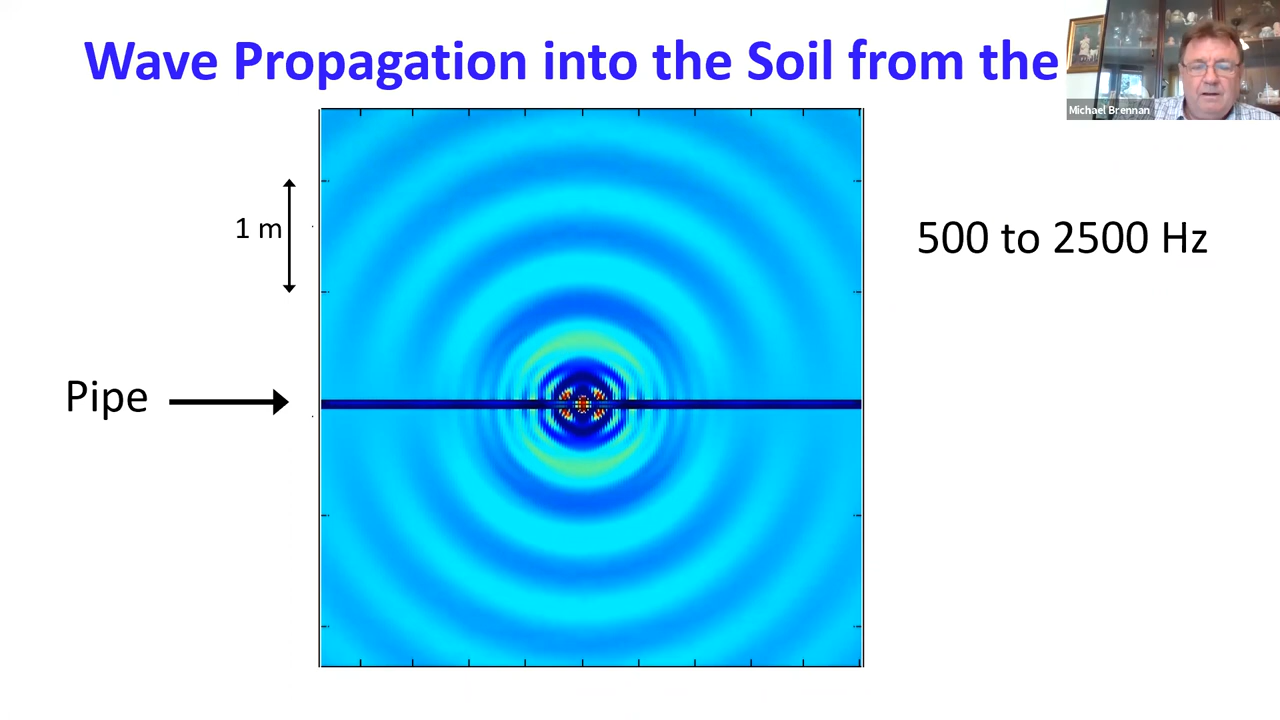 Wave Propagation into the Soil from the
Michael Brennan
1 m
500 to 2500 Hz
Pipe